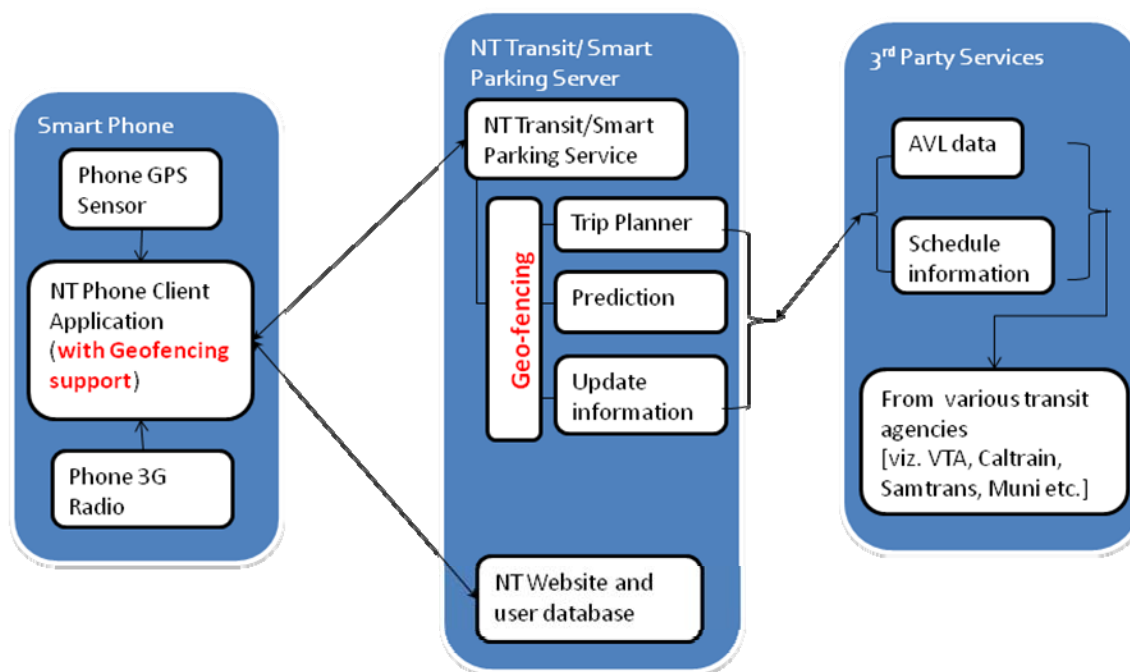 Smart Phone
Phone GPS
Sensor
NT Phone Client
Application
(with Geofencing
support)
Phone 3G
Radio
NT Transit/ Smart
Parking Server
NT Transit/Smart
Parking Service
Geo-fencing
Trip Planner
Prediction
Update
information
NT Website and
user database
3rd Party Services
AVL data
Schedule
information
From various transit
agencies
[viz. VTA, Caltrain,
Samtrans, Muni etc.]